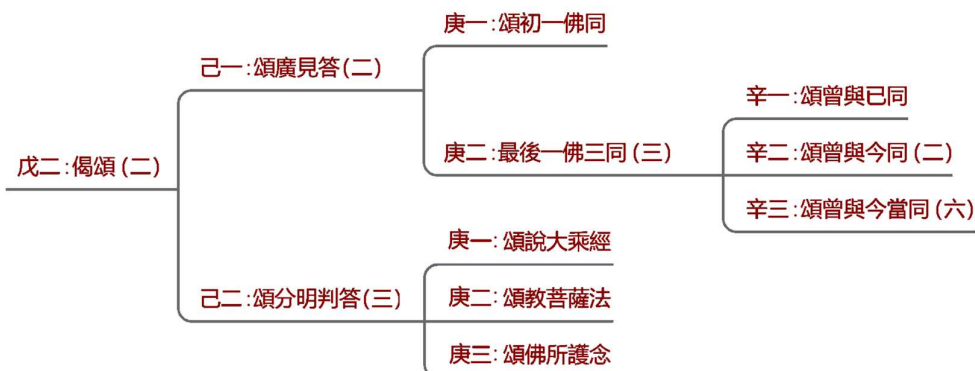 戊二:偈頌(二)
己一:頌廣見答(二)
庚一:頌初一佛同
庚二:最後一佛三同(三)
辛一:頌曾與已同
辛二:頌曾與今同(二)
辛三:頌曾與今當同(六)
己二:頌分明判答(三)
庚一:頌說大乘經
庚二:頌教菩薩法
庚三:頌佛所護念